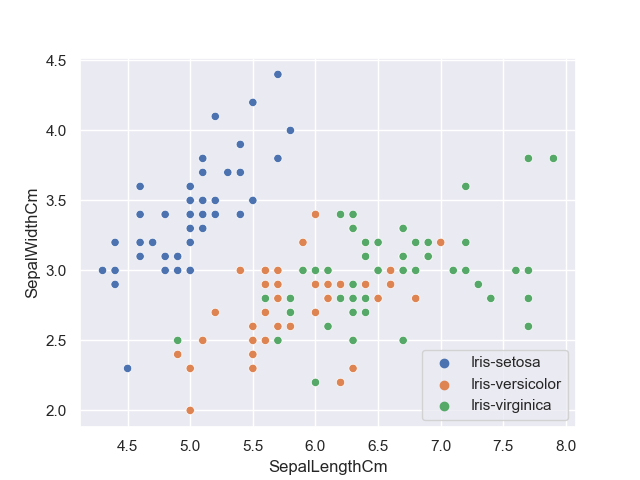 4.5
4.0
3.5
3.0
2.5
2.0
SepalWidthCm
4.5 5.0 5.5 6.0 6.5 7.0 7.5 8.0
SepalLengthCm
Iris-setosa
Iris-versicolor
Iris-virginica